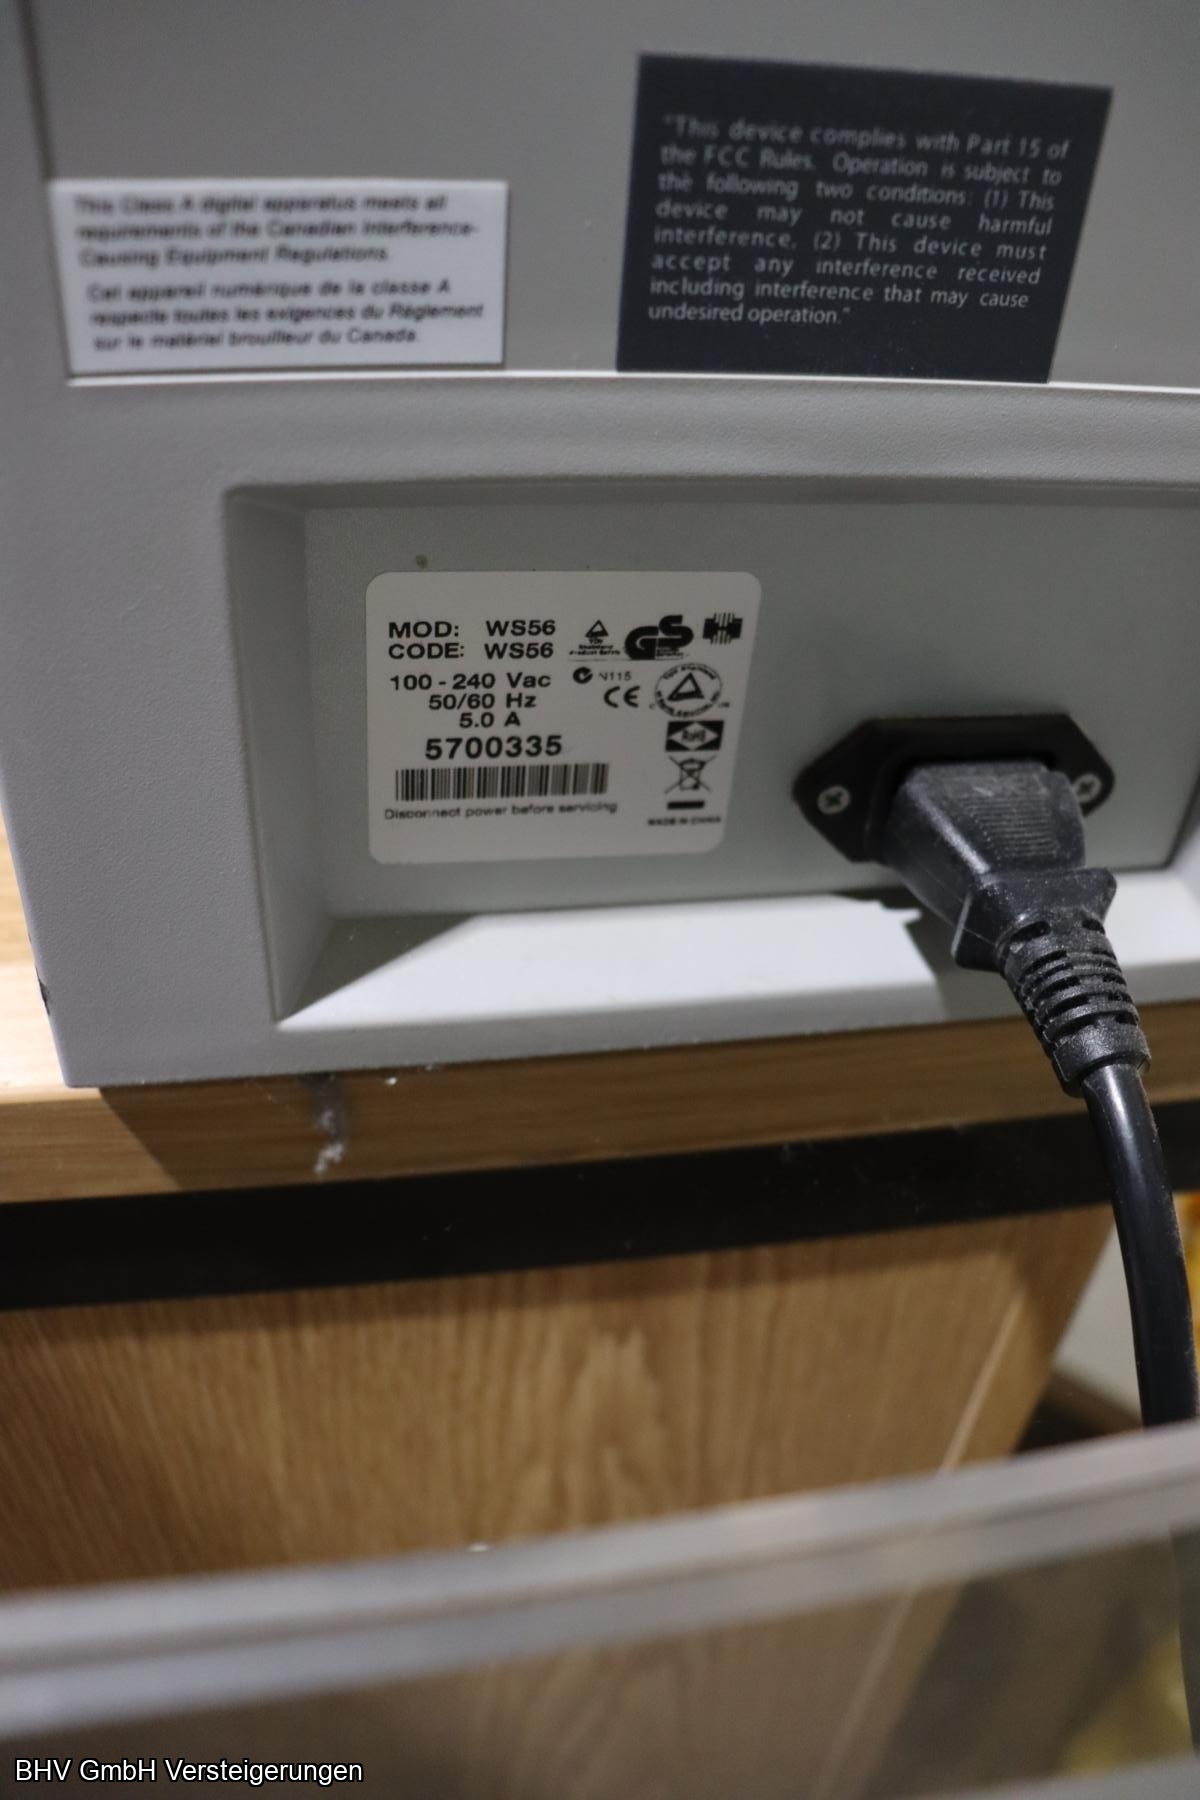 "This device complies with Part 15 of
the FCC Rules. Operation is subject to
the following two conditions: (1) This
device may not cause harmful
interference, (2) This device must
accept any interference received
including interference that may cause
undesired operation."
This Class A digital apparatus meets all
requirements of the Canadian Interference-
Causing Equipment Regulations.
Cet appareil numérique de la classe A
respecte toutes les exigences du Règlement
sur le matériel brouilleur du Canada.
MOD: WS56
CODE: WS56
100 - 240 Vac
50/60 Hz
5.0 A
5700335
Disconnect power before servicing
GS
N115
CE
RoHS
MADE IN CHINA
BHV GmbH Versteigerungen